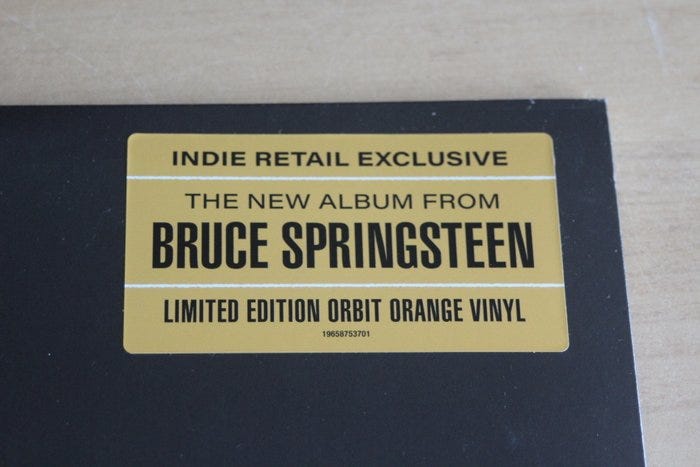 INDIE RETAIL EXCLUSIVE
THE NEW ALBUM FROM
BRUCE SPRINGSTEEN
LIMITED EDITION ORBIT ORANGE VINYL
19658753701